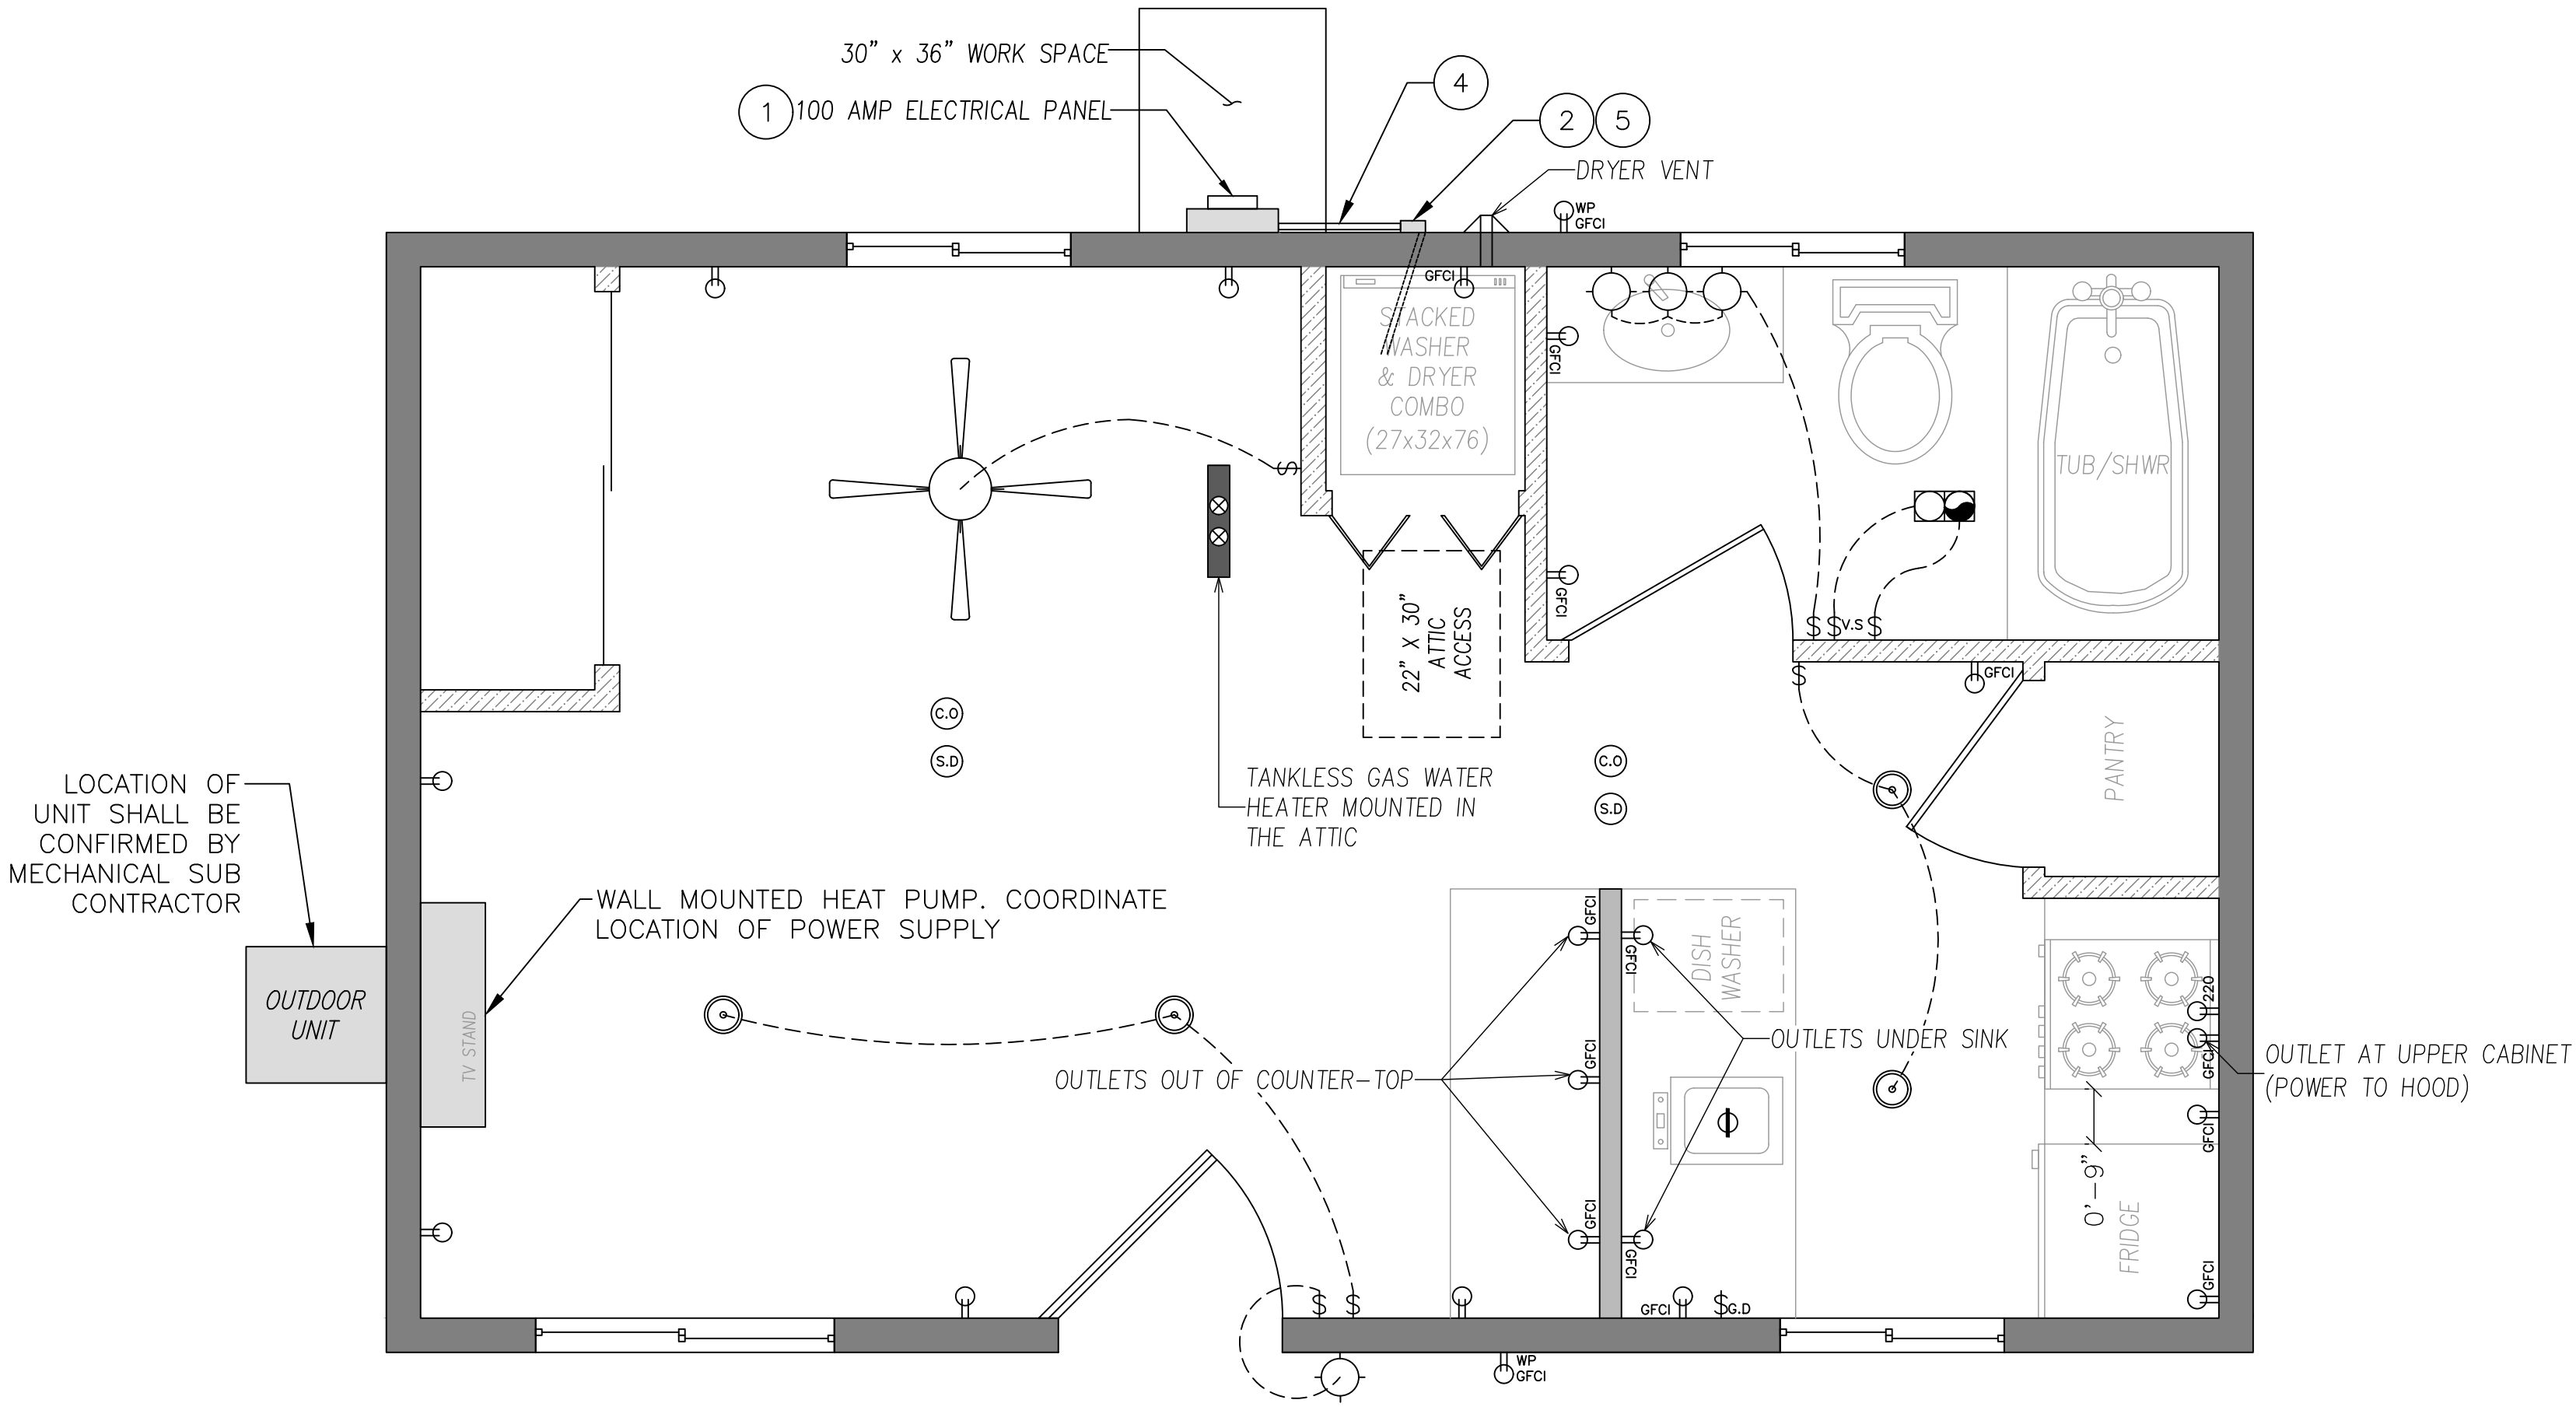 30" x 36" WORK SPACE
4
1
100 AMP ELECTRICAL PANEL
2
5
DRYER VENT
WP
GFCI
GFCI
STACKED
WASHER
& DRYER
COMBO
(27x32x76)
GFCI
TUB/SHWR
GFCI
22" X 30"
ATTIC
ACCESS
$
$
$
V.S
$
$
GFCI
C.O
S.D
C.O
S.D
PANTRY
TANKLESS GAS WATER
HEATER MOUNTED IN
THE ATTIC
LOCATION OF
UNIT SHALL BE
CONFIRMED BY
MECHANICAL SUB
CONTRACTOR
WALL MOUNTED HEAT PUMP. COORDINATE
LOCATION OF POWER SUPPLY
OUTDOOR
UNIT
TV STAND
GFCI
GFCI
DISH
WASHER
220
OUTLETS UNDER SINK
GFCI
OUTLET AT UPPER CABINET
(POWER TO HOOD)
OUTLETS OUT OF COUNTER-TOP
GFCI
GFCI
0'-9"
FRIDGE
GFCI
GFCI
GFCI
$
$
GFCI
$
G.D
WP
GFCI